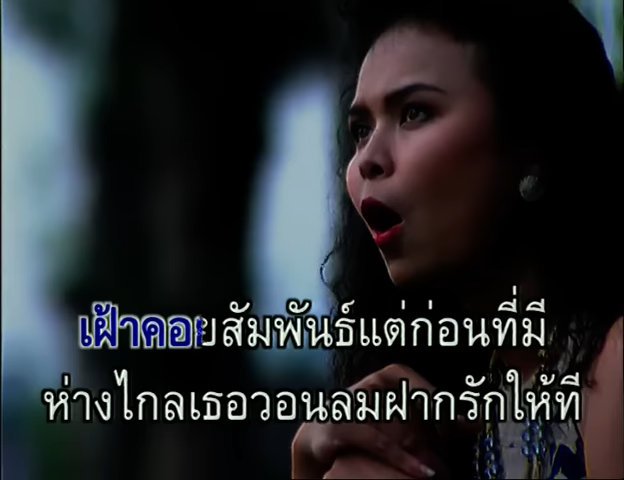 เฝ้าคอยสัมพันธ์แต่ก่อนที่มี
ห่างไกลเธอวอนลมฝากรักให้ที